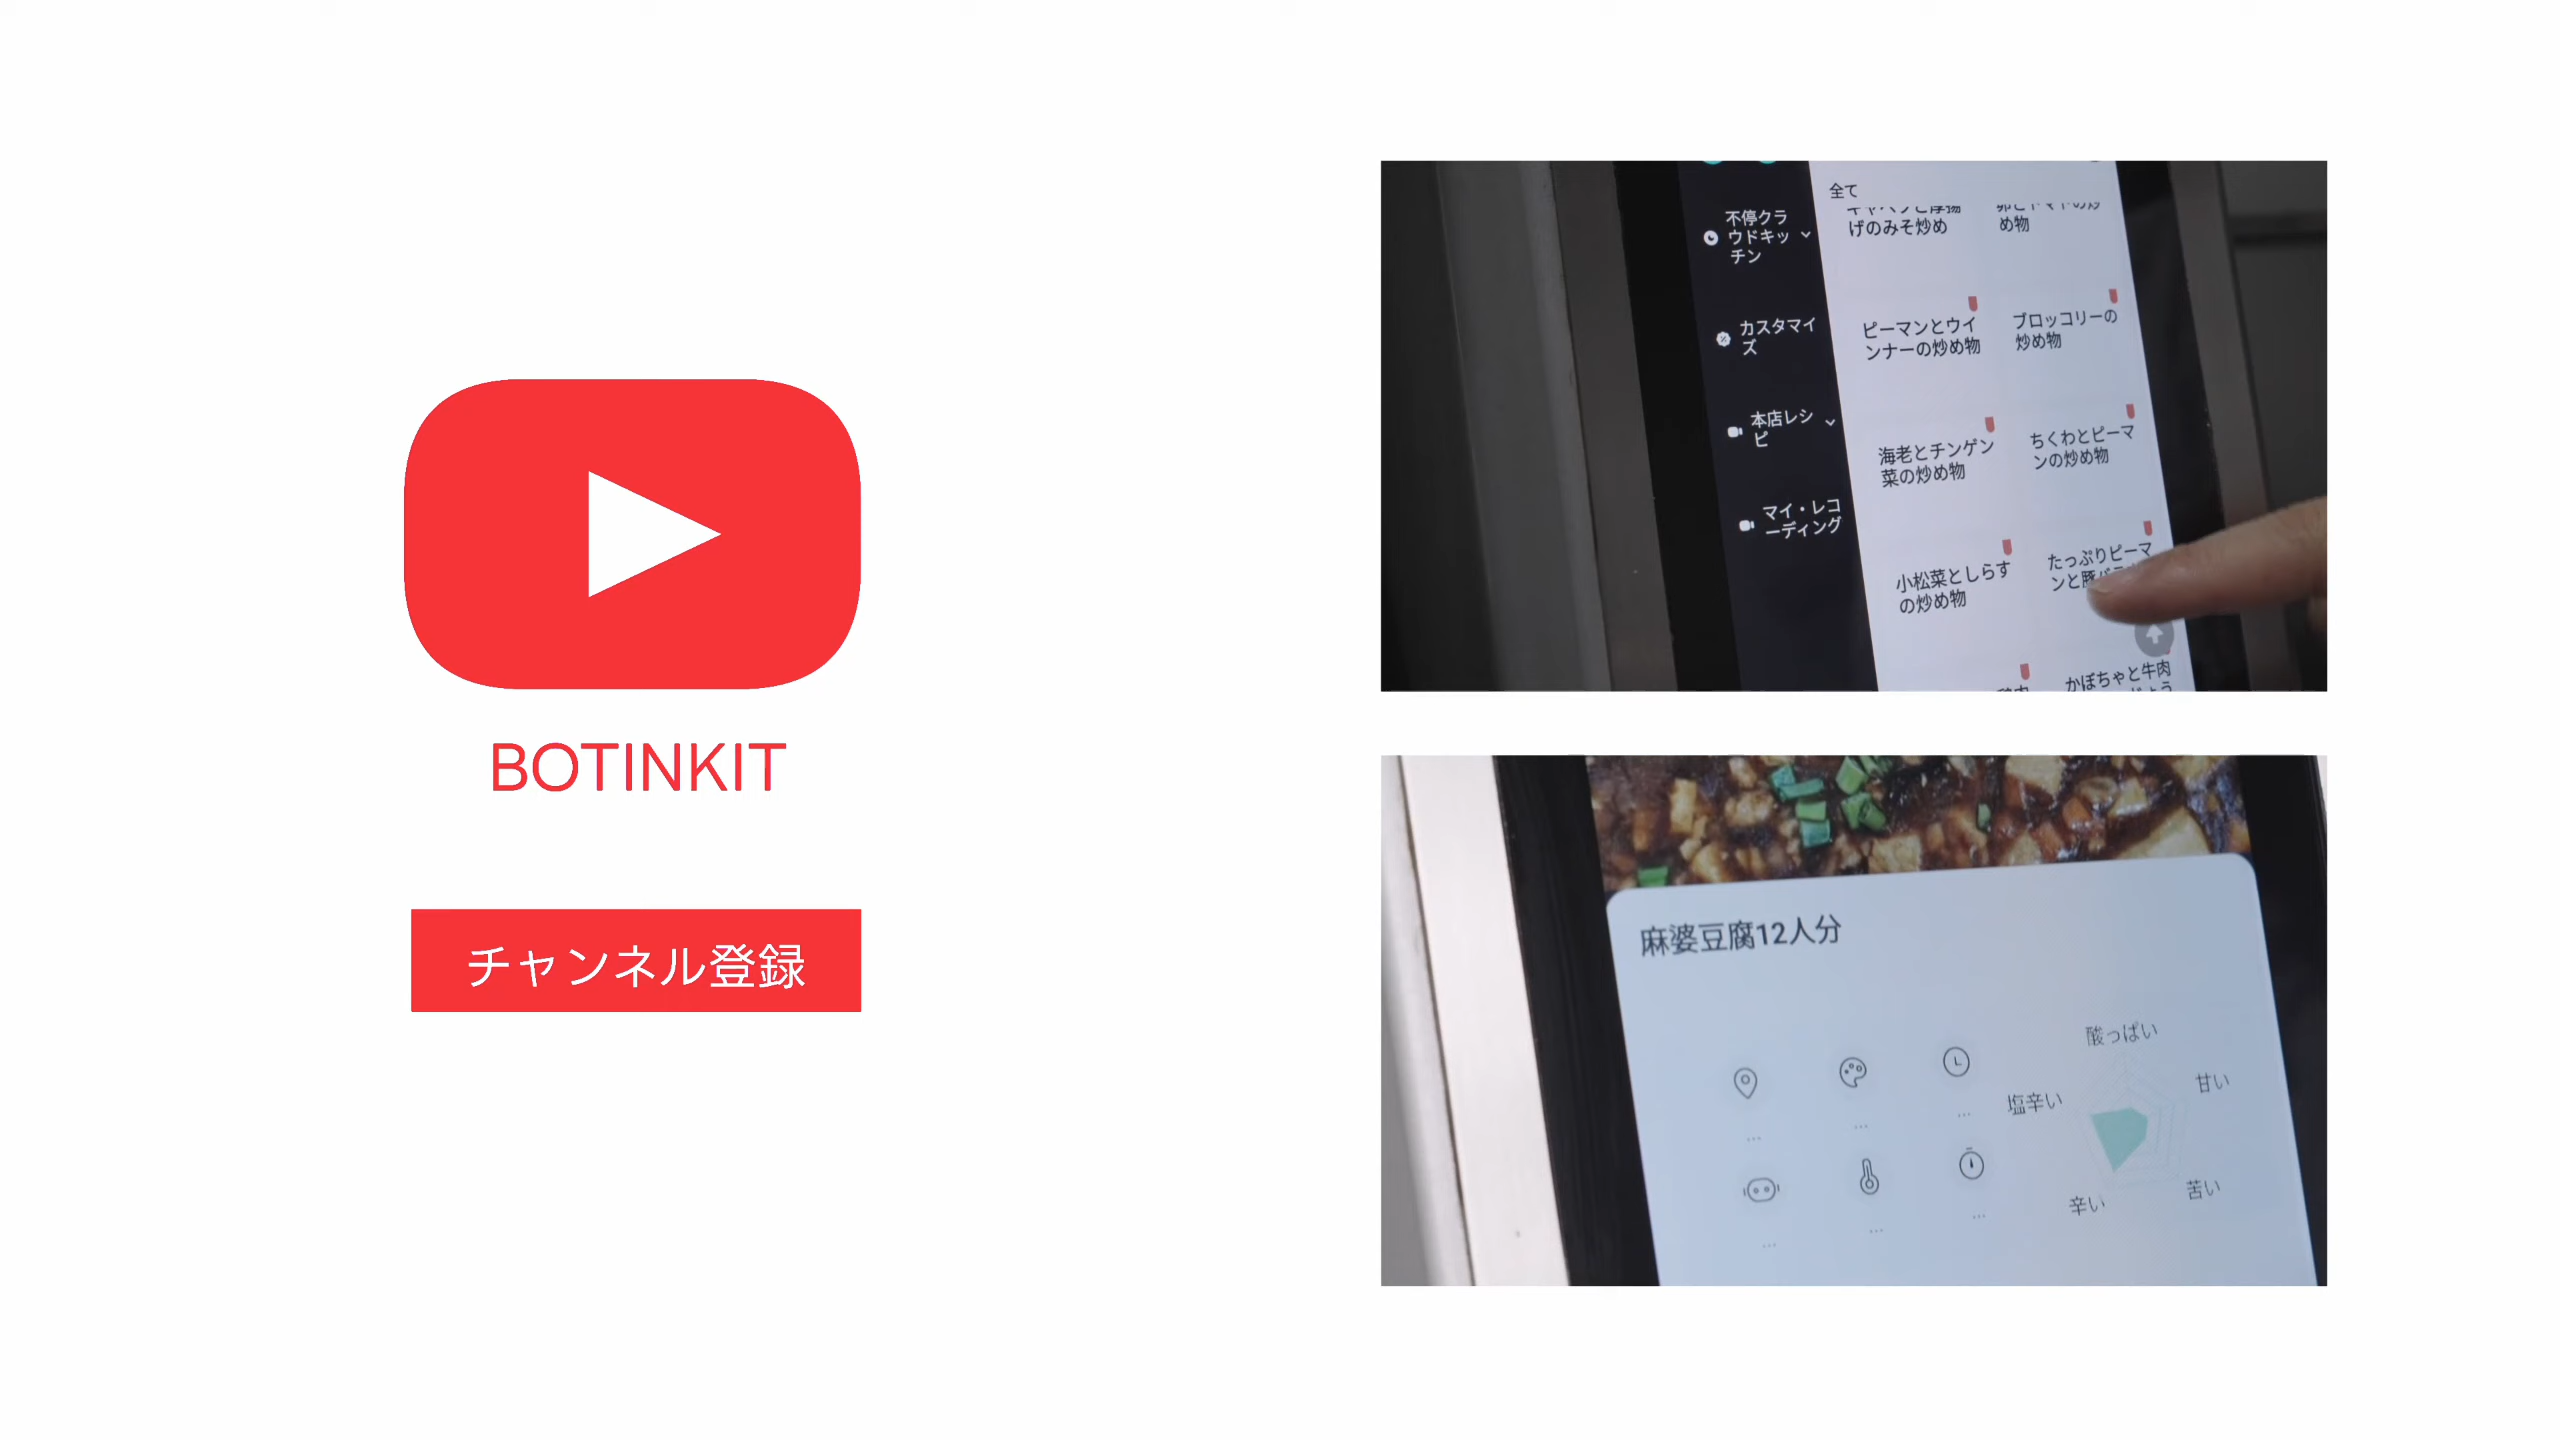 BOTINKIT
チャンネル登録
全て
不停クラ
ウドキッ
チン
カスタマイ
ズ
本店レシ
ピ
マイ・レコ
ーディング
げのみそ炒め
め物
ピーマンとウイ
ンナーの炒め物
ブロッコリーの
炒め物
海老とチンゲン
菜の炒め物
ちくわとピーマ
ンの炒め物
小松菜としらす
の炒め物
たっぷりピーマ
ンと豚
かぼちゃと牛肉
麻婆豆腐12人分
酸っぱい
甘い
塩辛い
苦い
辛い